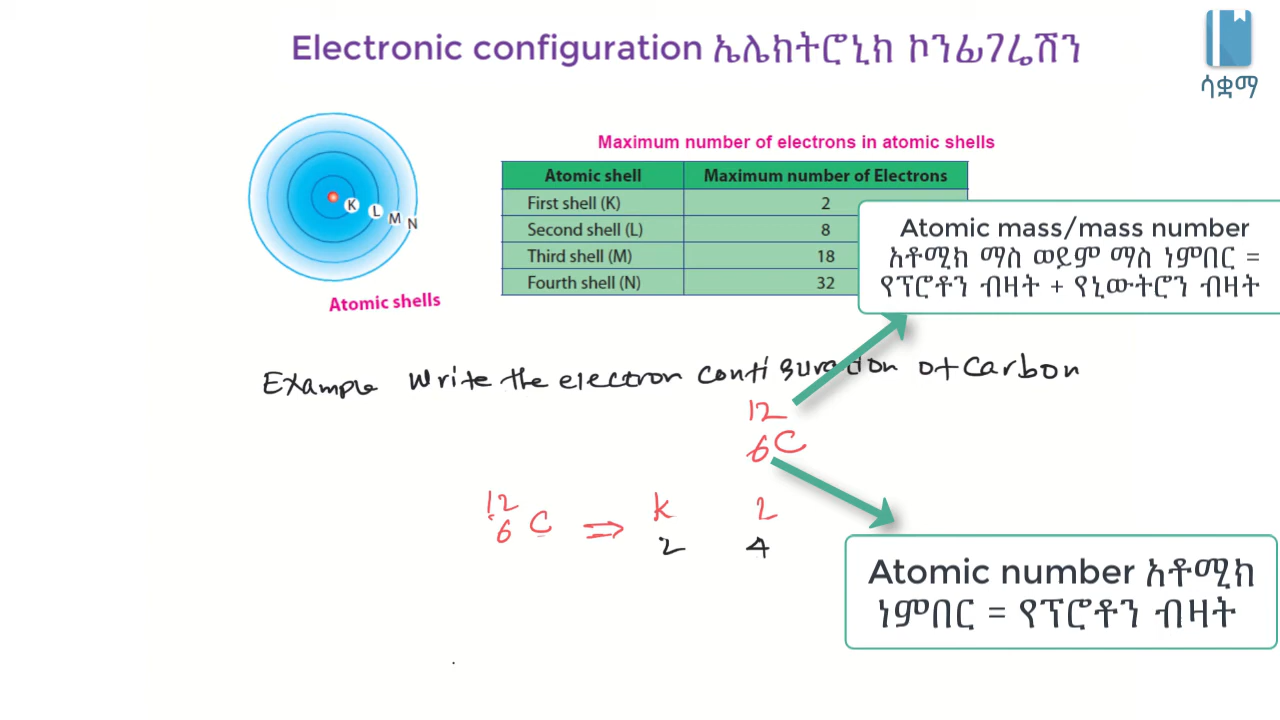 Electronic configuration ኤሌክትሮኒክ ኮንፊገሬሽን
ሳቋማ
Maximum number of electrons in atomic shells
Atomic shell Maximum number of Electrons
First shell (K) 2
Second shell (L) 8
Third shell (M) 18
Fourth shell (N) 32
K L M N
Atomic shells
Atomic mass/mass number
አቶሚክ ማስ ወይም ማስ ነምበር =
የፕሮቶን ብዛት + የኒውትሮን ብዛት
Example Write the electron configuration of carbon
12
6 C
12 K 2
6 C ⇒
2 4
Atomic number አቶሚክ
ነምበር = የፕሮቶን ብዛት